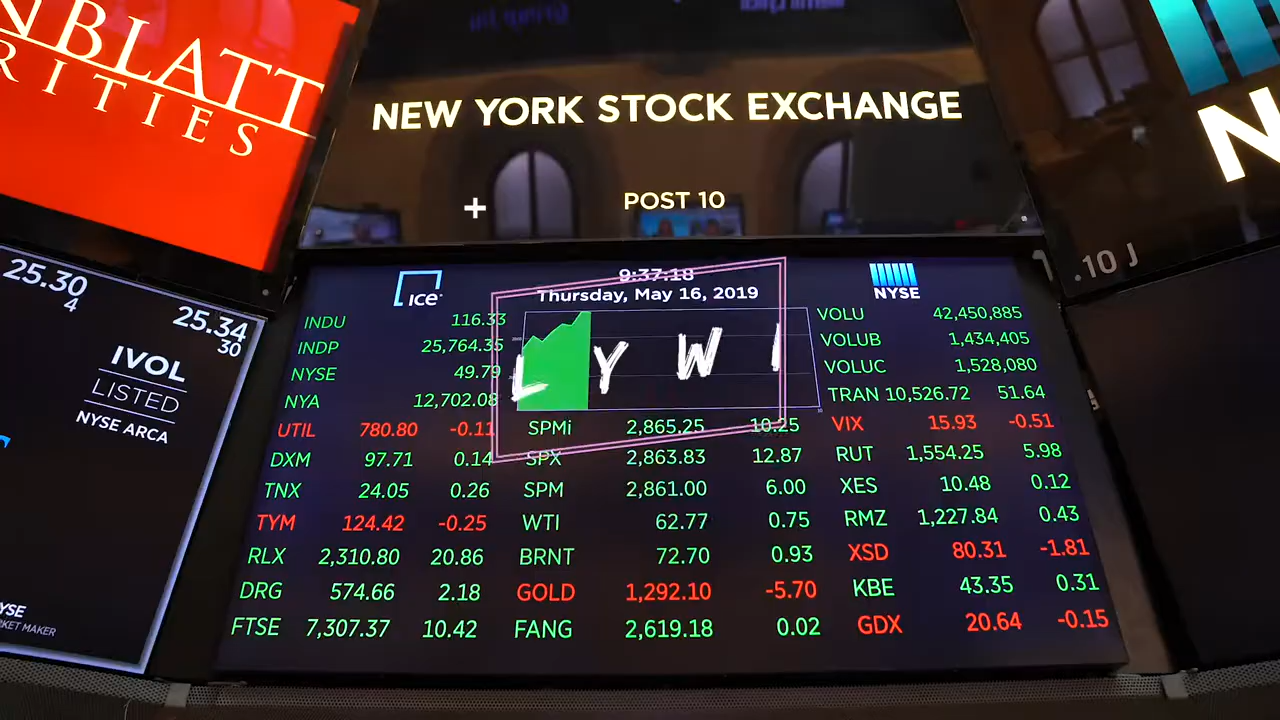 NBLATT
RITIES
NEW YORK STOCK EXCHANGE
POST 10
N
.10 J
25.30
4
25.34
30
IVOL
LISTED
NYSE ARCA
YSE
RKET MAKER
ICE
9:37:18
Thursday, May 16, 2019
NYSE
L Y W I
INDU 116.33
INDP 25,764.35
NYSE 49.79
NYA 12,702.08
UTIL 780.80 -0.11
DXM 97.71 0.14
TNX 24.05 0.26
TYM 124.42 -0.25
RLX 2,310.80 20.86
DRG 574.66 2.18
FTSE 7,307.37 10.42
SPMi 2,865.25 10.25
SPX 2,863.83 12.87
SPM 2,861.00 6.00
WTI 62.77 0.75
BRNT 72.70 0.93
GOLD 1,292.10 -5.70
FANG 2,619.18 0.02
VOLU 42,450,885
VOLUB 1,434,405
VOLUC 1,528,080
TRAN 10,526.72 51.64
VIX 15.93 -0.51
RUT 1,554.25 5.98
XES 10.48 0.12
RMZ 1,227.84 0.43
XSD 80.31 -1.81
KBE 43.35 0.31
GDX 20.64 -0.15